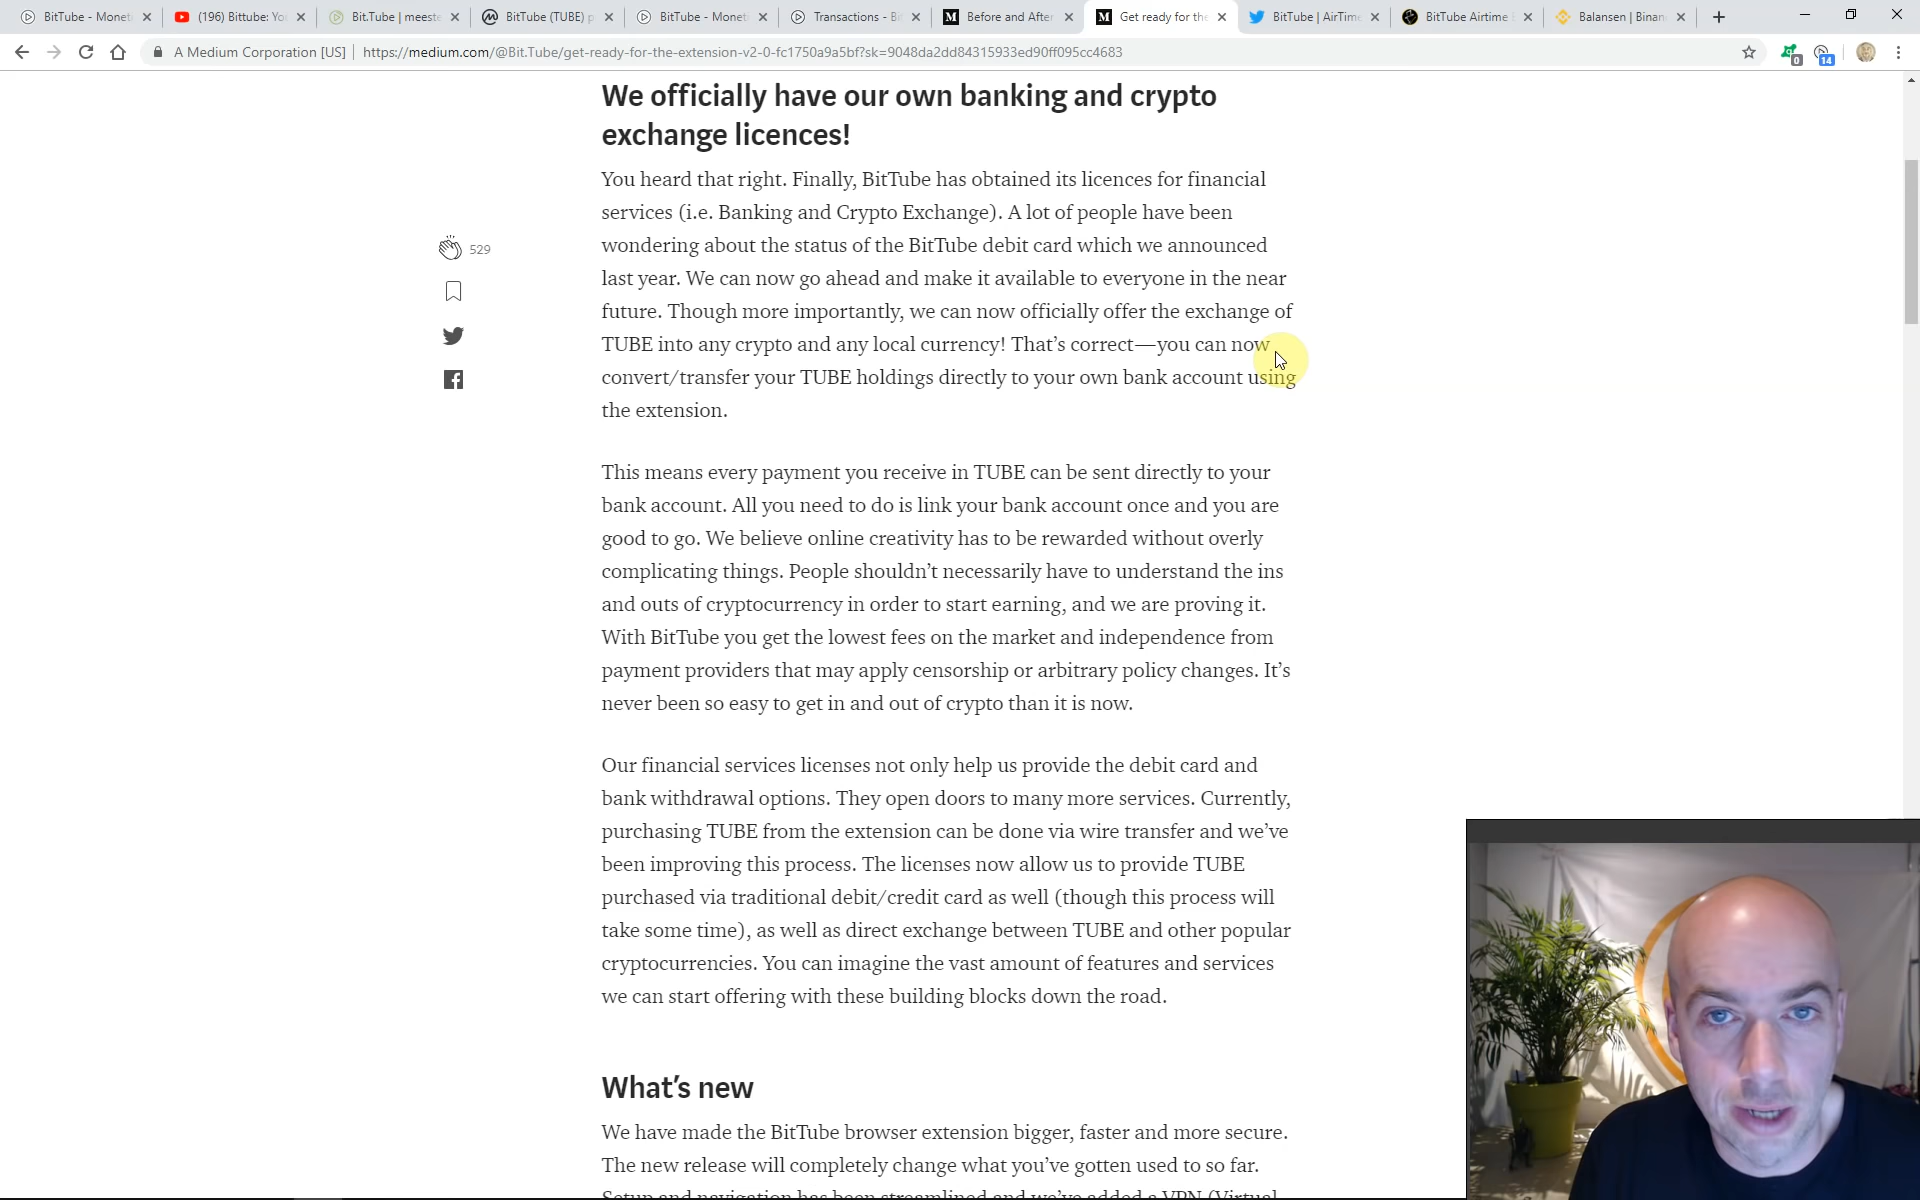 BitTube - Monet
(196) Bittube: Yo
Bit.Tube | meeste
BitTube (TUBE) p
BitTube - Monet
Transactions - Bi
Before and After
Get ready for the
BitTube | AirTime
BitTube Airtime E
Balansen | Binan
A Medium Corporation [US] | https://medium.com/@Bit.Tube/get-ready-for-the-extension-v2-0-fc1750a9a5bf?sk=9048da2dd84315933ed90ff095cc4683
0
14
We officially have our own banking and crypto
exchange licences!
You heard that right. Finally, BitTube has obtained its licences for financial
services (i.e. Banking and Crypto Exchange). A lot of people have been
wondering about the status of the BitTube debit card which we announced
last year. We can now go ahead and make it available to everyone in the near
future. Though more importantly, we can now officially offer the exchange of
TUBE into any crypto and any local currency! That’s correct—you can now
convert/transfer your TUBE holdings directly to your own bank account using
the extension.
529
This means every payment you receive in TUBE can be sent directly to your
bank account. All you need to do is link your bank account once and you are
good to go. We believe online creativity has to be rewarded without overly
complicating things. People shouldn’t necessarily have to understand the ins
and outs of cryptocurrency in order to start earning, and we are proving it.
With BitTube you get the lowest fees on the market and independence from
payment providers that may apply censorship or arbitrary policy changes. It’s
never been so easy to get in and out of crypto than it is now.
Our financial services licenses not only help us provide the debit card and
bank withdrawal options. They open doors to many more services. Currently,
purchasing TUBE from the extension can be done via wire transfer and we’ve
been improving this process. The licenses now allow us to provide TUBE
purchased via traditional debit/credit card as well (though this process will
take some time), as well as direct exchange between TUBE and other popular
cryptocurrencies. You can imagine the vast amount of features and services
we can start offering with these building blocks down the road.
What’s new
We have made the BitTube browser extension bigger, faster and more secure.
The new release will completely change what you’ve gotten used to so far.
Setup and navigation has been streamlined and we’ve added a VPN (Virtual